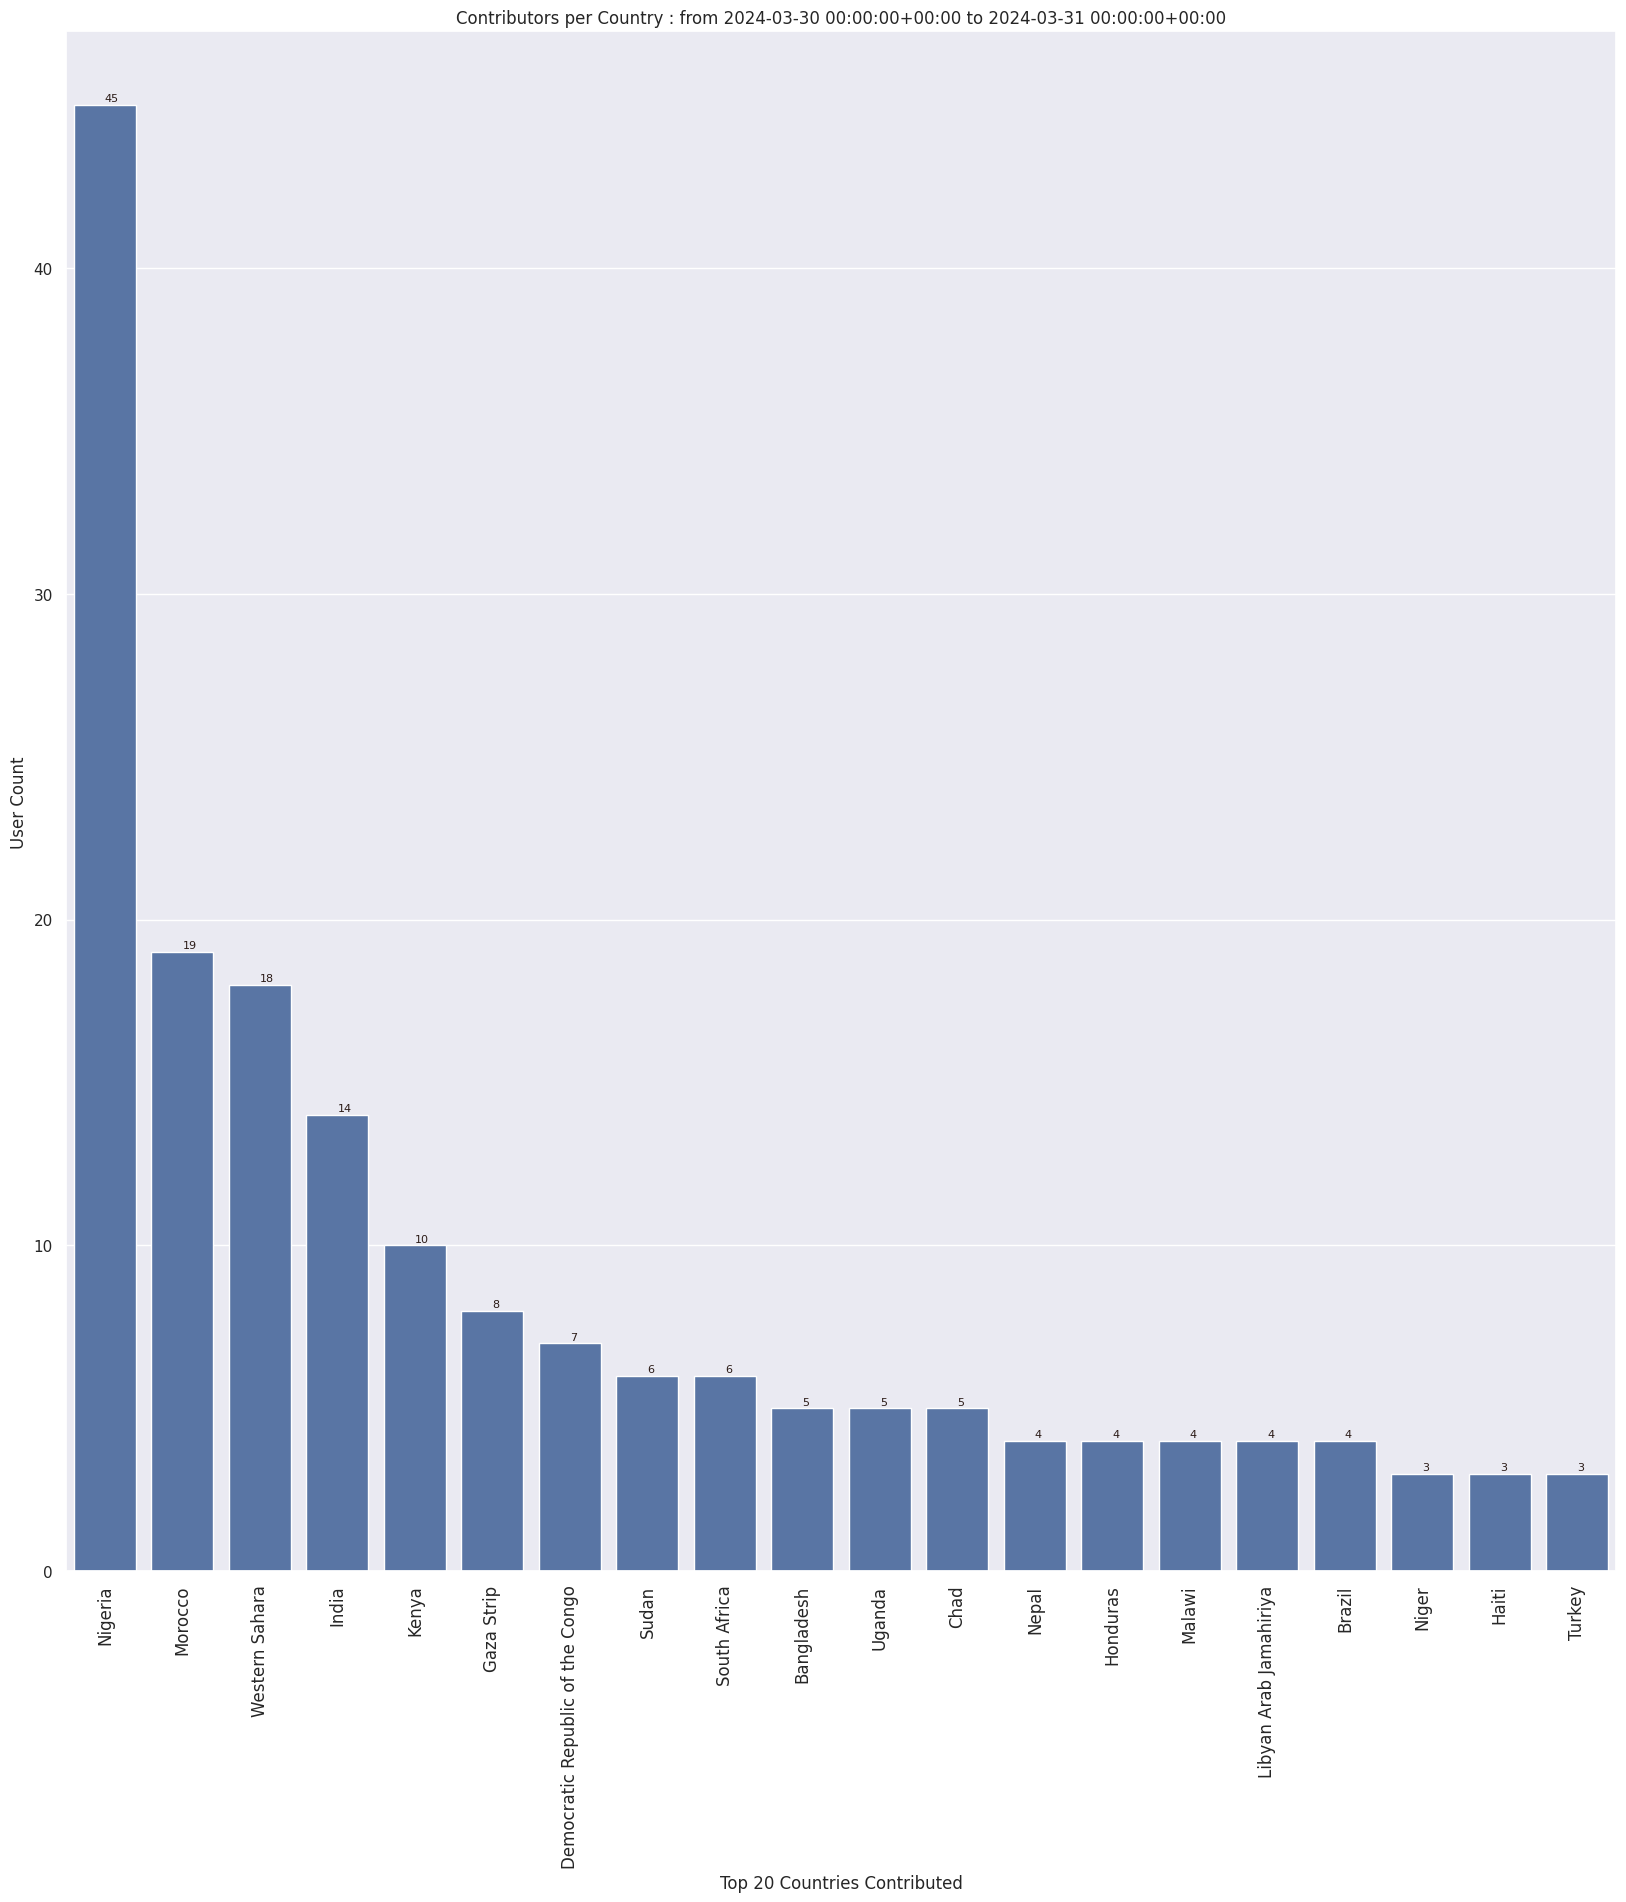 Contributors per Country : from 2024-03-30 00:00:00+00:00 to 2024-03-31 00:00:00+00:00
User Count
40
30
20
10
0
45
19
18
14
10
8
7
6
6
5
5
5
4
4
4
4
4
3
3
3
Nigeria
Morocco
Western Sahara
India
Kenya
Gaza Strip
Democratic Republic of the Congo
Sudan
South Africa
Bangladesh
Uganda
Chad
Nepal
Honduras
Malawi
Libyan Arab Jamahiriya
Brazil
Niger
Haiti
Turkey
Top 20 Countries Contributed